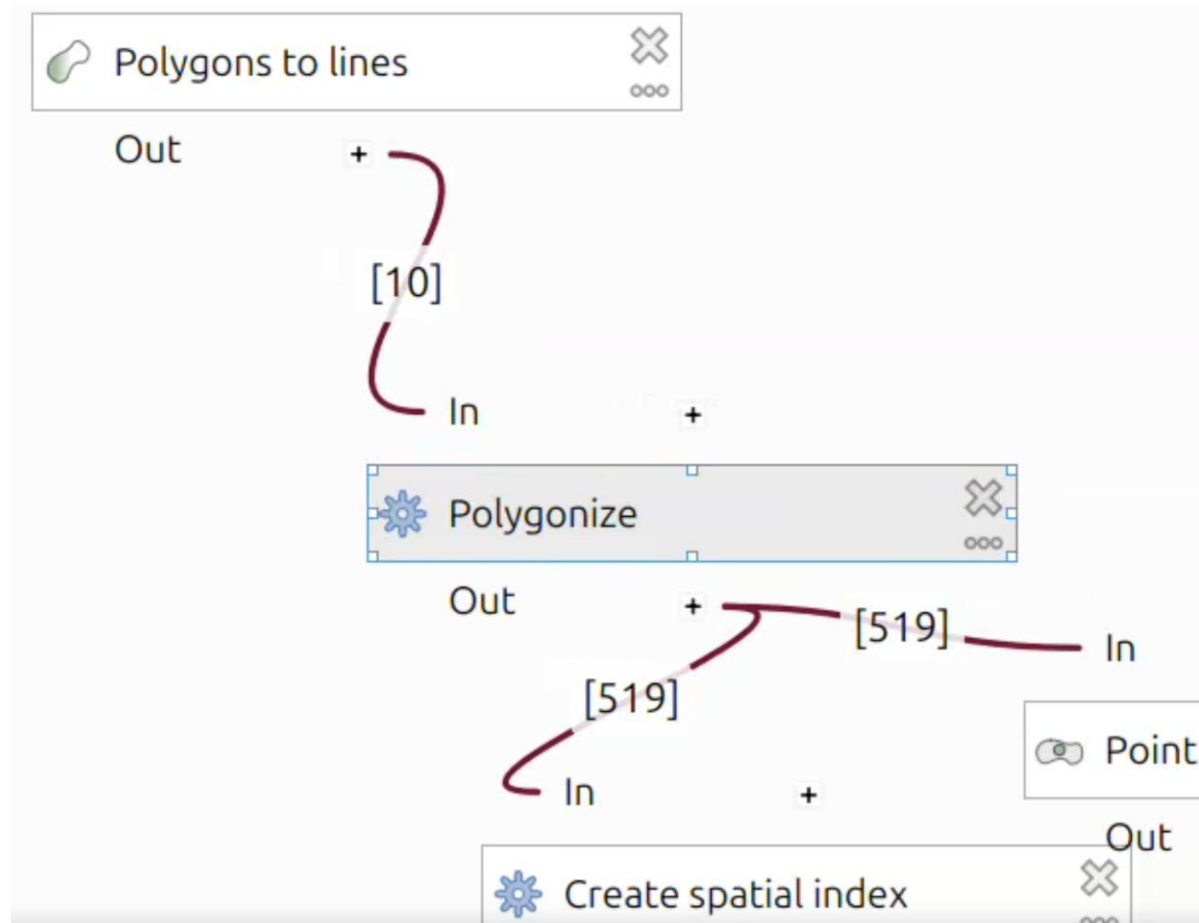 Polygons to lines
Out
[10]
In
Polygonize
Out
[519]
In
[519]
Point
In
Out
Create spatial index